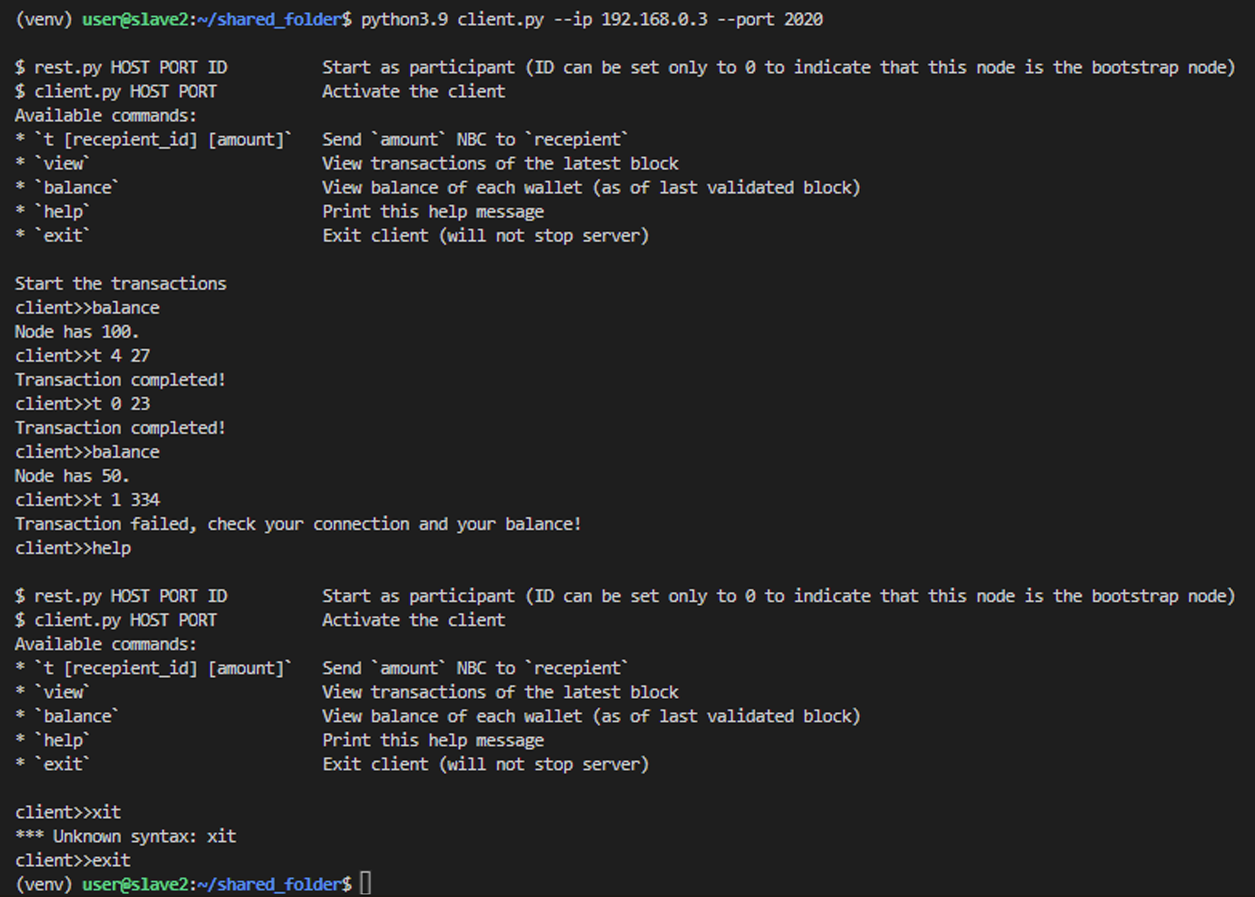 (venv) user@slave2:~/shared_folder$ python3.9 client.py --ip 192.168.0.3 --port 2020
$ rest.py HOST PORT ID          Start as participant (ID can be set only to 0 to indicate that this node is the bootstrap node)
$ client.py HOST PORT           Activate the client
Available commands:
* `t [recepient_id] [amount]`   Send `amount` NBC to `recepient`
* `view`                        View transactions of the latest block
* `balance`                     View balance of each wallet (as of last validated block)
* `help`                        Print this help message
* `exit`                        Exit client (will not stop server)
Start the transactions
client>>balance
Node has 100.
client>>t 4 27
Transaction completed!
client>>t 0 23
Transaction completed!
client>>balance
Node has 50.
client>>t 1 334
Transaction failed, check your connection and your balance!
client>>help
$ rest.py HOST PORT ID          Start as participant (ID can be set only to 0 to indicate that this node is the bootstrap node)
$ client.py HOST PORT           Activate the client
Available commands:
* `t [recepient_id] [amount]`   Send `amount` NBC to `recepient`
* `view`                        View transactions of the latest block
* `balance`                     View balance of each wallet (as of last validated block)
* `help`                        Print this help message
* `exit`                        Exit client (will not stop server)
client>>xit
*** Unknown syntax: xit
client>>exit
(venv) user@slave2:~/shared_folder$